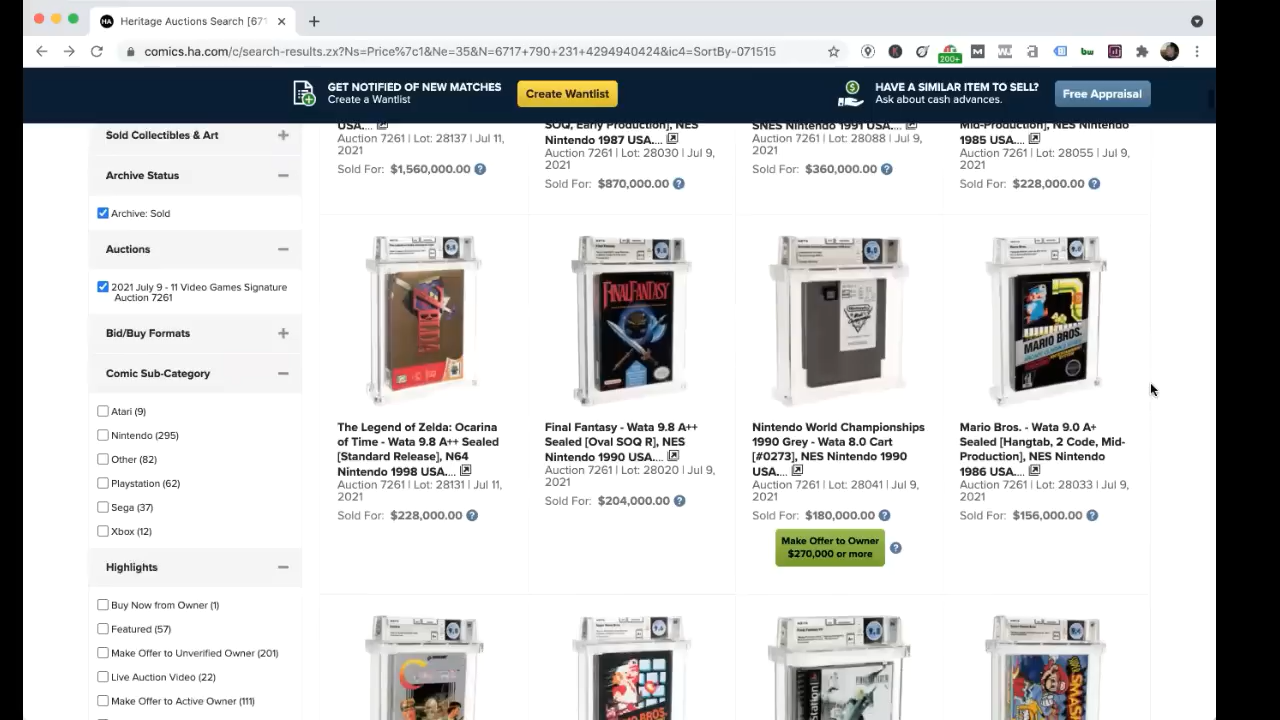 Heritage Auctions Search [671
comics.ha.com/c/search-results.zx?Ns=Price%7c1&Ne=35&N=6717+790+231+4294940424&ic4=SortBy-071515
200+
GET NOTIFIED OF NEW MATCHES
Create a Wantlist
Create Wantlist
HAVE A SIMILAR ITEM TO SELL?
Ask about cash advances.
Free Appraisal
Sold Collectibles & Art
Archive Status
Archive: Sold
Auctions
2021 July 9 - 11 Video Games Signature
Auction 7261
Bid/Buy Formats
Comic Sub-Category
Atari (9)
Nintendo (295)
Other (82)
Playstation (62)
Sega (37)
Xbox (12)
Highlights
Buy Now from Owner (1)
Featured (57)
Make Offer to Unverified Owner (201)
Live Auction Video (22)
Make Offer to Active Owner (111)
USA....
Auction 7261 | Lot: 28137 | Jul 11,
2021
Sold For: $1,560,000.00
SOQ, Early Production], NES
Nintendo 1987 USA....
Auction 7261 | Lot: 28030 | Jul 9,
2021
Sold For: $870,000.00
SNES Nintendo 1991 USA....
Auction 7261 | Lot: 28088 | Jul 9,
2021
Sold For: $360,000.00
Mid-Production], NES Nintendo
1985 USA....
Auction 7261 | Lot: 28055 | Jul 9,
2021
Sold For: $228,000.00
ZELDA
The Legend of Zelda: Ocarina
of Time - Wata 9.8 A++ Sealed
[Standard Release], N64
Nintendo 1998 USA....
Auction 7261 | Lot: 28131 | Jul 11,
2021
Sold For: $228,000.00
FINAL FANTASY
Final Fantasy - Wata 9.8 A++
Sealed [Oval SOQ R], NES
Nintendo 1990 USA....
Auction 7261 | Lot: 28020 | Jul 9,
2021
Sold For: $204,000.00
Nintendo World Championships
1990 Grey - Wata 8.0 Cart
[#0273], NES Nintendo 1990
USA....
Auction 7261 | Lot: 28041 | Jul 9,
2021
Sold For: $180,000.00
Make Offer to Owner
$270,000 or more
MARIO BROS.
Mario Bros. - Wata 9.0 A+
Sealed [Hangtab, 2 Code, Mid-
Production], NES Nintendo
1986 USA....
Auction 7261 | Lot: 28033 | Jul 9,
2021
Sold For: $156,000.00